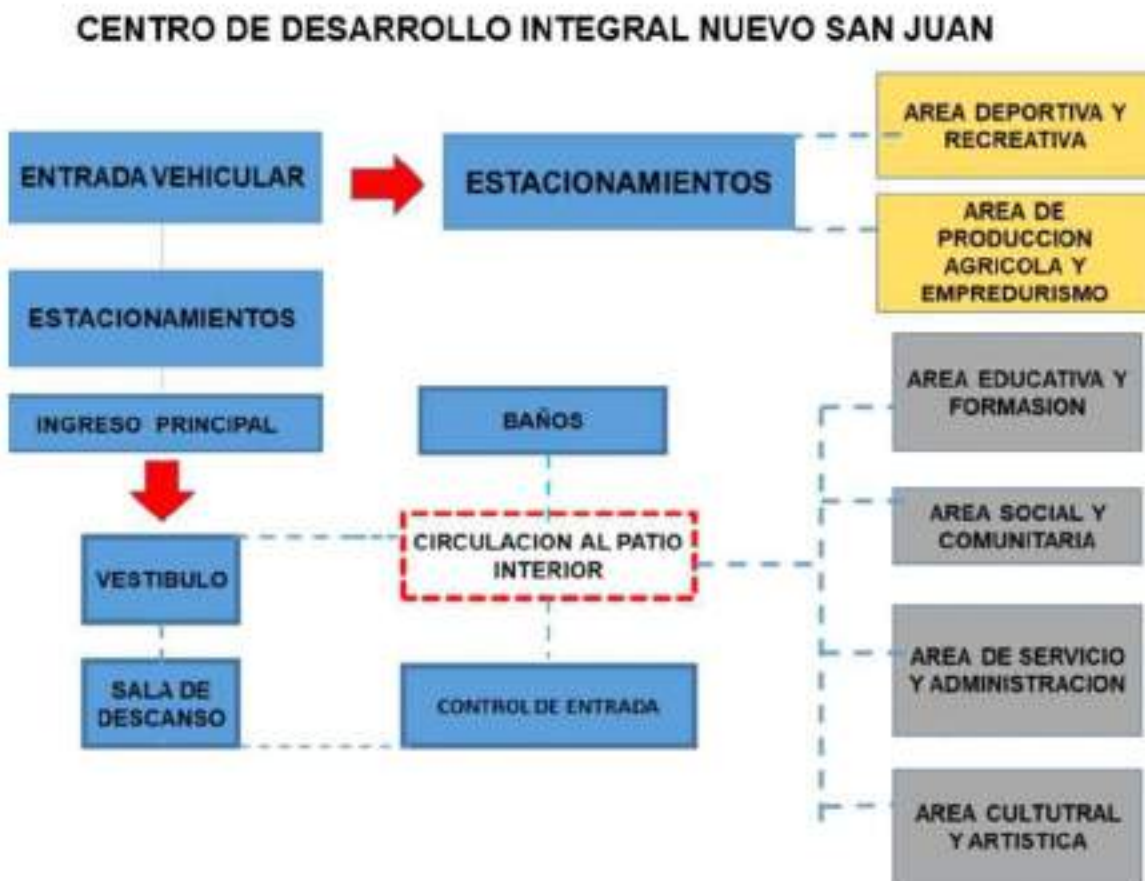 CENTRO DE DESARROLLO INTEGRAL NUEVO SAN JUAN
ENTRADA VEHICULAR
ESTACIONAMIENTOS
AREA DEPORTIVA Y
RECREATIVA
AREA DE
PRODUCCION
AGRICOLA Y
EMPREDURISMO
ESTACIONAMIENTOS
INGRESO PRINCIPAL
BAÑOS
AREA EDUCATIVA Y
FORMASION
VESTIBULO
CIRCULACION AL PATIO
INTERIOR
AREA SOCIAL Y
COMUNITARIA
SALA DE
DESCANSO
CONTROL DE ENTRADA
AREA DE SERVICIO
Y ADMINISTRACION
AREA CULTUTRAL
Y ARTISTICA